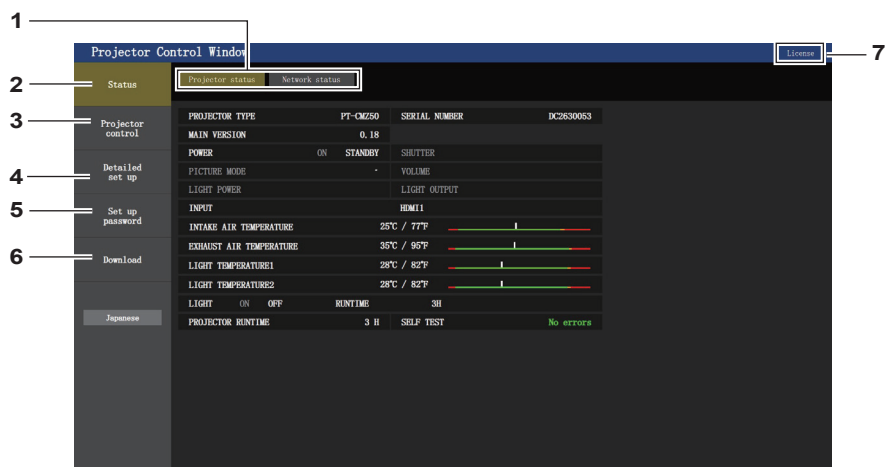 1
Projector Control Window
License
7
2
Status
Projector status Network status
3
Projector
control
4
Detailed
set up
5
Set up
password
6
Download
Japanese
PROJECTOR TYPE PT-CMZ50 SERIAL NUMBER DC2630053
MAIN VERSION 0.18
POWER ON STANDBY SHUTTER
PICTURE MODE - VOLUME
LIGHT POWER LIGHT OUTPUT
INPUT HDMI1
INTAKE AIR TEMPERATURE 25℃ / 77℉
EXHAUST AIR TEMPERATURE 35℃ / 95℉
LIGHT TEMPERATURE1 28℃ / 82℉
LIGHT TEMPERATURE2 28℃ / 82℉
LIGHT ON OFF RUNTIME 3H
PROJECTOR RUNTIME 3 H SELF TEST No errors